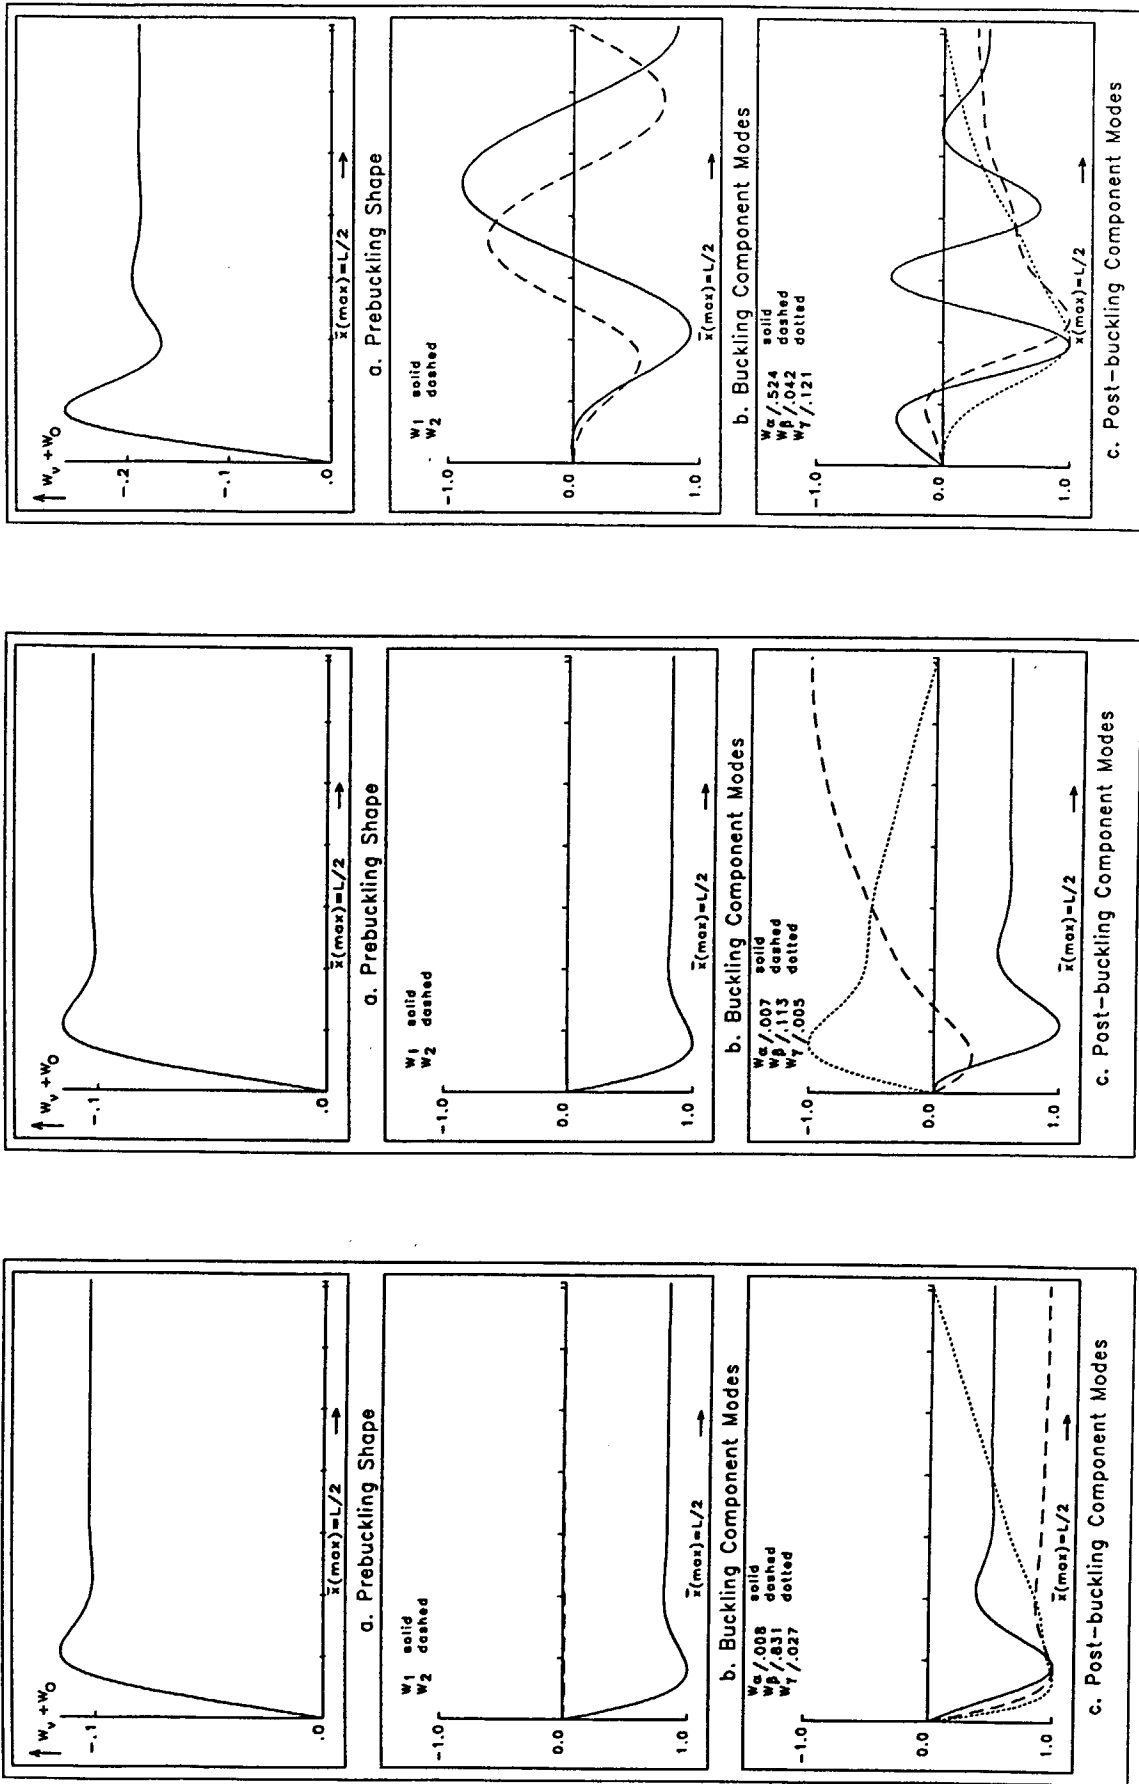 ↑ Wv + Wo
-.1
.0
x̄(max)=L/2 →
a. Prebuckling Shape
W1 solid
W2 dashed
-1.0
0.0
1.0
x̄(max)=L/2 →
b. Buckling Component Modes
Wα/.008 solid
Wβ/.831 dashed
Wγ/.027 dotted
-1.0
0.0
1.0
x̄(max)=L/2 →
c. Post-buckling Component Modes
↑ Wv + Wo
-.1
.0
x̄(max)=L/2 →
a. Prebuckling Shape
W1 solid
W2 dashed
-1.0
0.0
1.0
x̄(max)=L/2 →
b. Buckling Component Modes
Wα/.007 solid
Wβ/.113 dashed
Wγ/.005 dotted
-1.0
0.0
1.0
x̄(max)=L/2 →
c. Post-buckling Component Modes
↑ Wv + Wo
-.2
-.1
.0
x̄(max)=L/2 →
a. Prebuckling Shape
W1 solid
W2 dashed
-1.0
0.0
1.0
x̄(max)=L/2 →
b. Buckling Component Modes
Wα/.524 solid
Wβ/.042 dashed
Wγ/.121 dotted
-1.0
0.0
1.0
x̄(max)=L/2 →
c. Post-buckling Component Modes